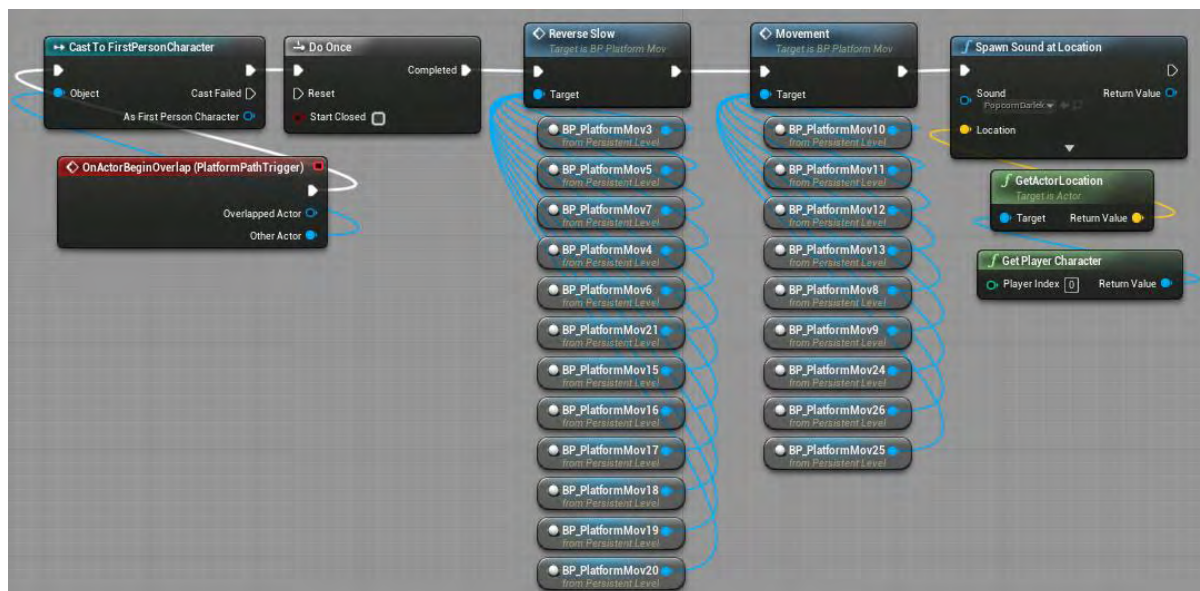 Cast To FirstPersonCharacter
Object
Cast Failed
As First Person Character
Do Once
Completed
Reset
Start Closed
OnActorBeginOverlap (PlatformPathTrigger)
Overlapped Actor
Other Actor
Reverse Slow
Target is BP Platform Mov
Target
BP_PlatformMov3
from Persistent Level
BP_PlatformMov5
from Persistent Level
BP_PlatformMov7
from Persistent Level
BP_PlatformMov4
from Persistent Level
BP_PlatformMov6
from Persistent Level
BP_PlatformMov21
from Persistent Level
BP_PlatformMov15
from Persistent Level
BP_PlatformMov16
from Persistent Level
BP_PlatformMov17
from Persistent Level
BP_PlatformMov18
from Persistent Level
BP_PlatformMov19
from Persistent Level
BP_PlatformMov20
from Persistent Level
Movement
Target is BP Platform Mov
Target
BP_PlatformMov10
from Persistent Level
BP_PlatformMov11
from Persistent Level
BP_PlatformMov12
from Persistent Level
BP_PlatformMov13
from Persistent Level
BP_PlatformMov8
from Persistent Level
BP_PlatformMov9
from Persistent Level
BP_PlatformMov24
from Persistent Level
BP_PlatformMov26
from Persistent Level
BP_PlatformMov25
from Persistent Level
f Spawn Sound at Location
Sound
Return Value
PopcornDarlek
Location
f GetActorLocation
Target is Actor
Target Return Value
f Get Player Character
Player Index 0 Return Value